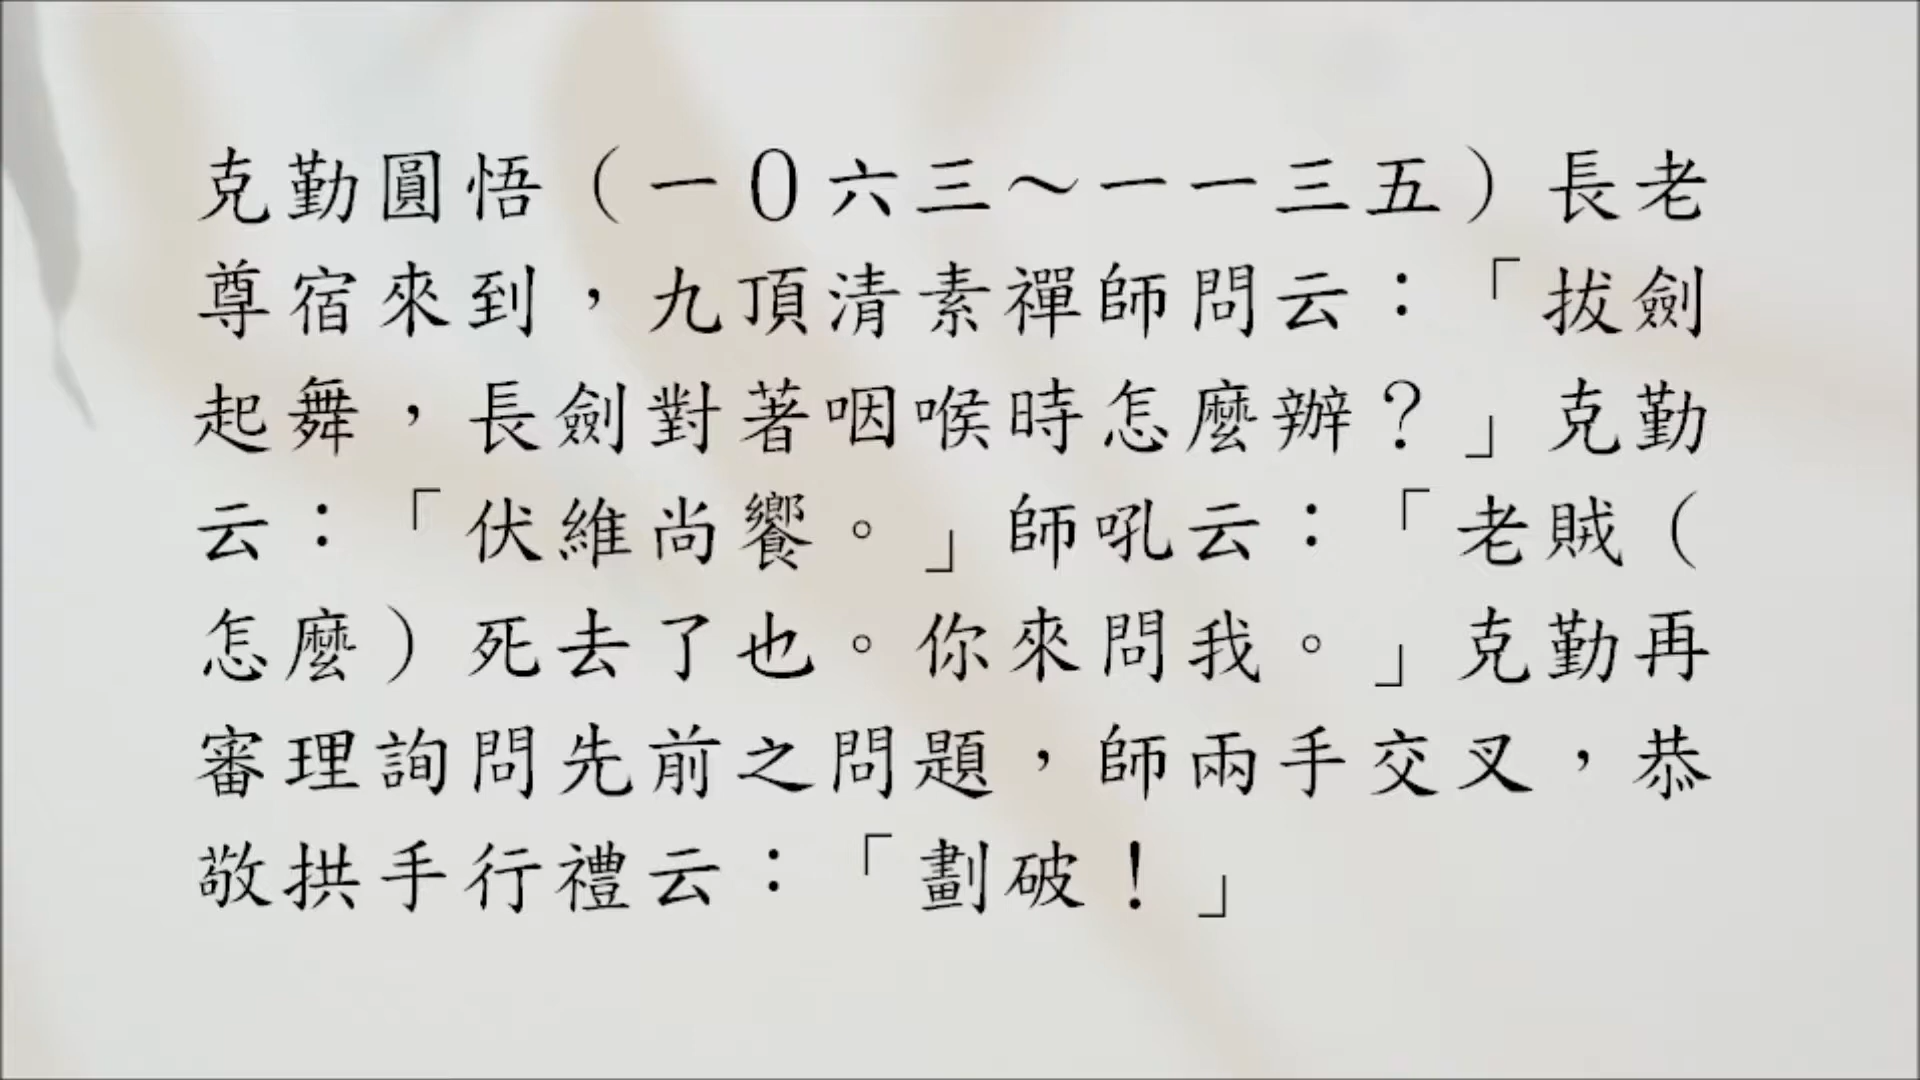 克勤圓悟（一０六三～一一三五）長老
尊宿來到，九頂清素禪師問云：「拔劍
起舞，長劍對著咽喉時怎麼辦？」克勤
云：「伏維尚饗。」師吼云：「老賊（
怎麼）死去了也。你來問我。」克勤再
審理詢問先前之問題，師兩手交叉，恭
敬拱手行禮云：「劃破！」